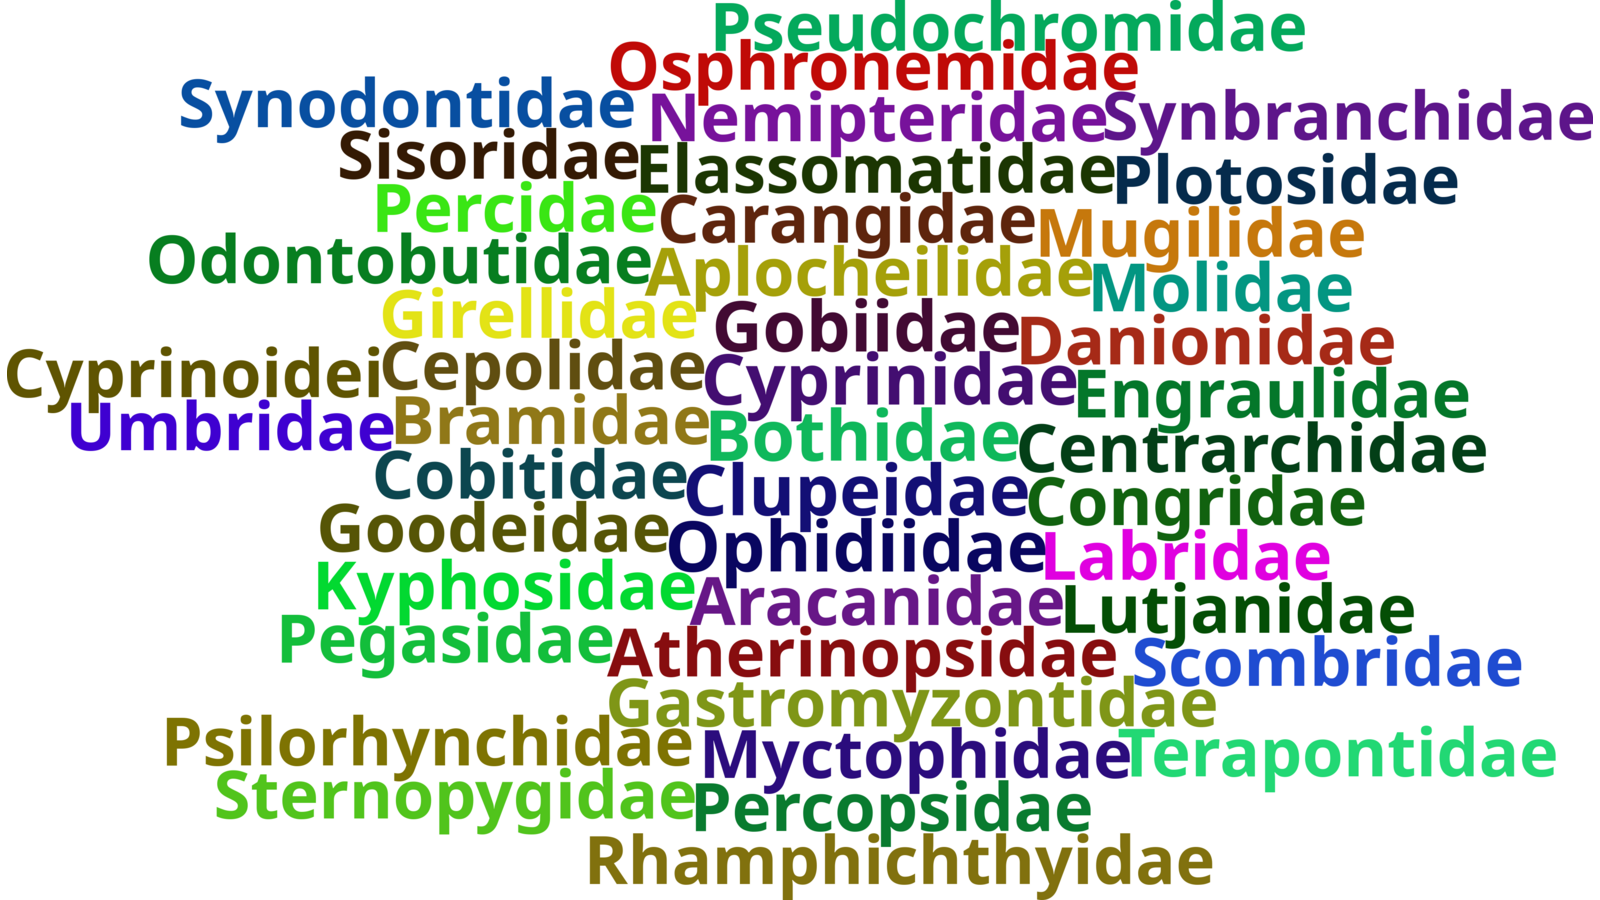 Pseudochromidae
Osphronemidae
Synodontidae
Nemipteridae
Synbranchidae
Sisoridae
Elassomatidae
Plotosidae
Percidae
Carangidae
Mugilidae
Odontobutidae
Aplocheilidae
Molidae
Girellidae
Gobiidae
Danionidae
Cyprinoidei
Cepolidae
Cyprinidae
Engraulidae
Umbridae
Bramidae
Bothidae
Centrarchidae
Cobitidae
Clupeidae
Congridae
Goodeidae
Ophidiidae
Labridae
Kyphosidae
Aracanidae
Lutjanidae
Pegasidae
Atherinopsidae
Scombridae
Gastromyzontidae
Psilorhynchidae
Myctophidae
Terapontidae
Sternopygidae
Percopsidae
Rhamphichthyidae